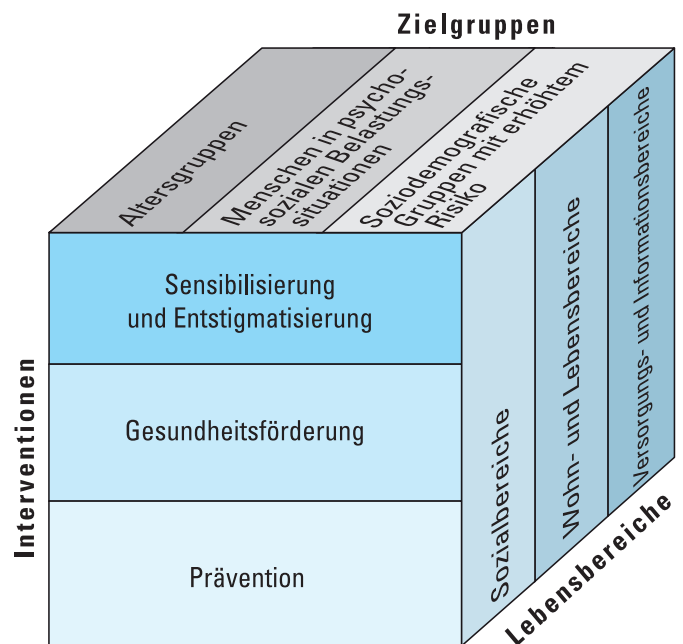 Zielgruppen
Altersgruppen
Menschen in psycho-
sozialen Belastungs-
situationen
Soziodemografische
Gruppen mit erhöhtem
Risiko
Interventionen
Sensibilisierung
und Entstigmatisierung
Gesundheitsförderung
Prävention
Sozialbereiche
Wohn- und Lebensbereiche
Versorgungs- und Informationsbereiche
Lebensbereiche